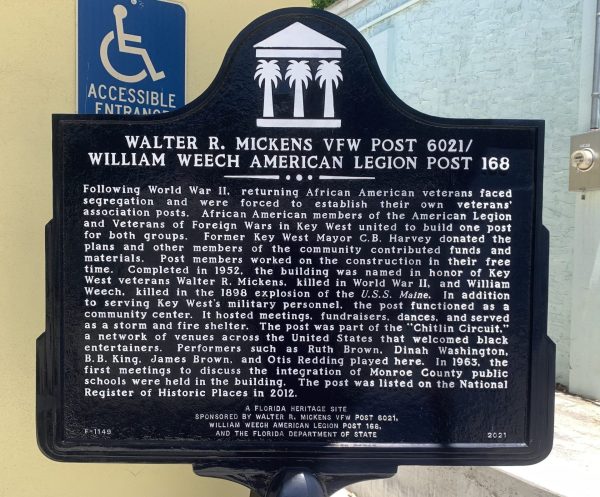 ACCESSIBLE
ENTRANCE
WALTER R. MICKENS VFW POST 6021/
WILLIAM WEECH AMERICAN LEGION POST 168
Following World War II, returning African American veterans faced
segregation and were forced to establish their own veterans'
association posts. African American members of the American Legion
and Veterans of Foreign Wars in Key West united to build one post
for both groups. Former Key West Mayor C.B. Harvey donated the
plans and other members of the community contributed funds and
materials. Post members worked on the construction in their free
time. Completed in 1952, the building was named in honor of Key
West veterans Walter R. Mickens, killed in World War II, and William
Weech, killed in the 1898 explosion of the U.S.S. Maine. In addition
to serving Key West's military personnel, the post functioned as a
community center. It hosted meetings, fundraisers, dances, and served
as a storm and fire shelter. The post was part of the "Chitlin Circuit,"
a network of venues across the United States that welcomed black
entertainers. Performers such as Ruth Brown, Dinah Washington,
B.B. King, James Brown, and Otis Redding played here. In 1963, the
first meetings to discuss the integration of Monroe County public
schools were held in the building. The post was listed on the National
Register of Historic Places in 2012.
A FLORIDA HERITAGE SITE
SPONSORED BY WALTER R. MICKENS VFW POST 6021,
WILLIAM WEECH AMERICAN LEGION POST 168,
AND THE FLORIDA DEPARTMENT OF STATE
F-1149
2021